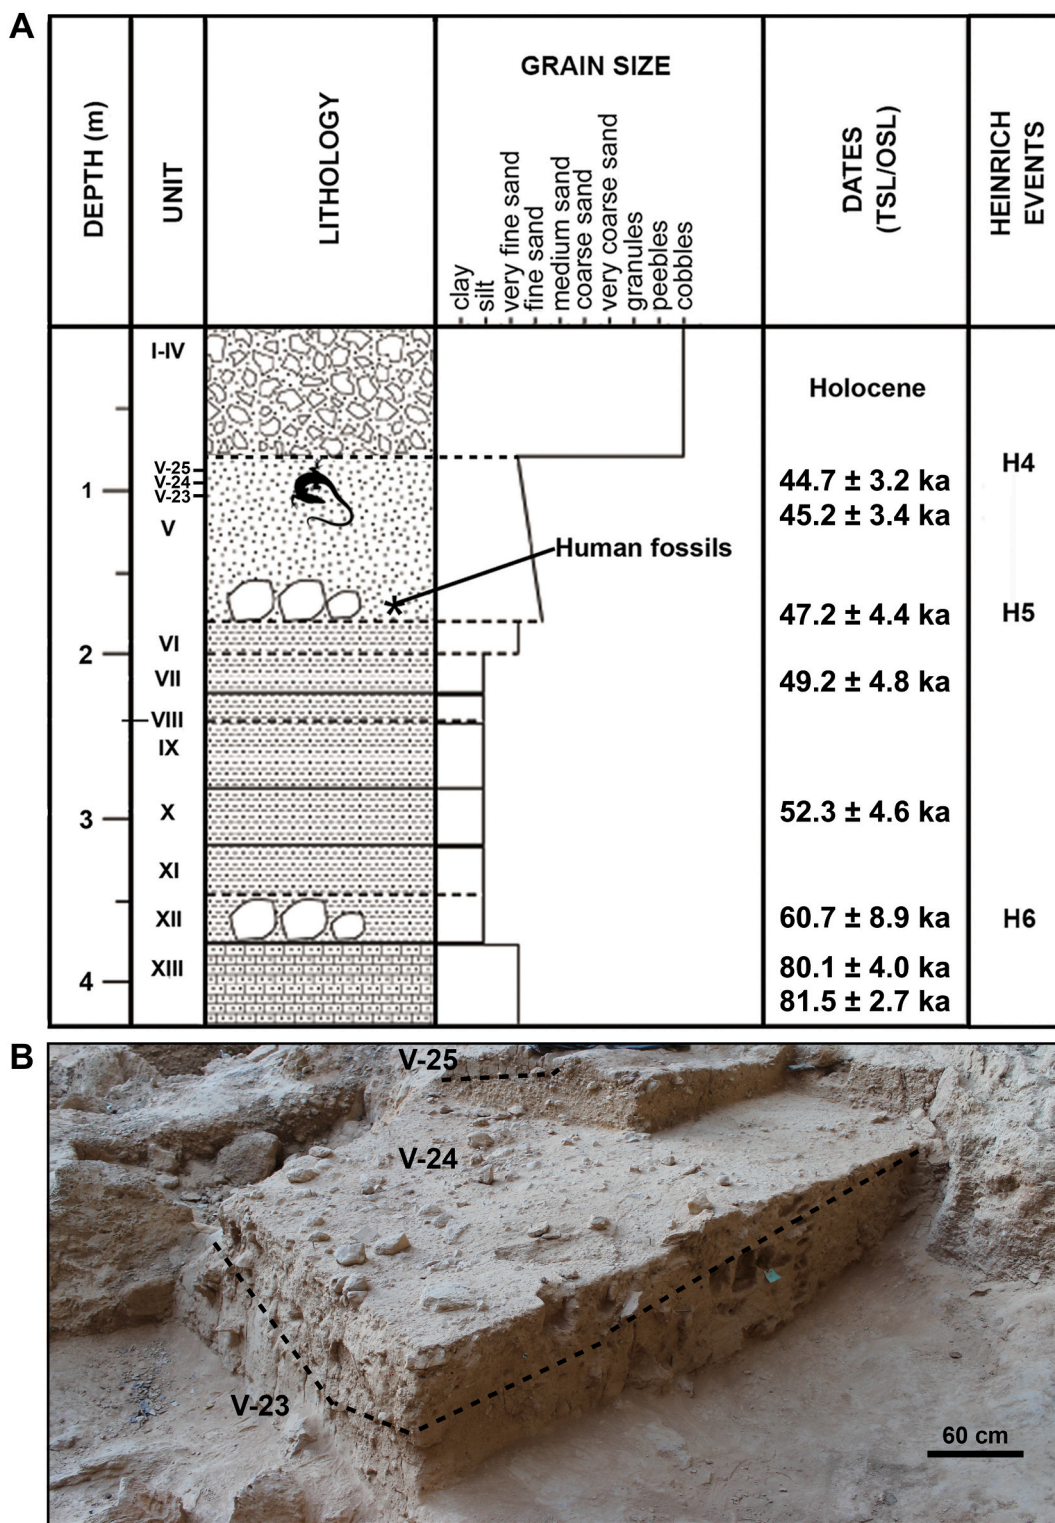 A
DEPTH (m)
UNIT
LITHOLOGY
GRAIN SIZE
clay
silt
very fine sand
fine sand
medium sand
coarse sand
very coarse sand
granules
peebles
cobbles
DATES
(TSL/OSL)
HEINRICH
EVENTS
I-IV
Holocene
V-25
V-24
V-23
1
V
44.7 ± 3.2 ka
45.2 ± 3.4 ka
H4
Human fossils
47.2 ± 4.4 ka
H5
VI
2
VII
49.2 ± 4.8 ka
VIII
IX
X
3
52.3 ± 4.6 ka
XI
XII
60.7 ± 8.9 ka
H6
XIII
4
80.1 ± 4.0 ka
81.5 ± 2.7 ka
B
V-25
V-24
V-23
60 cm